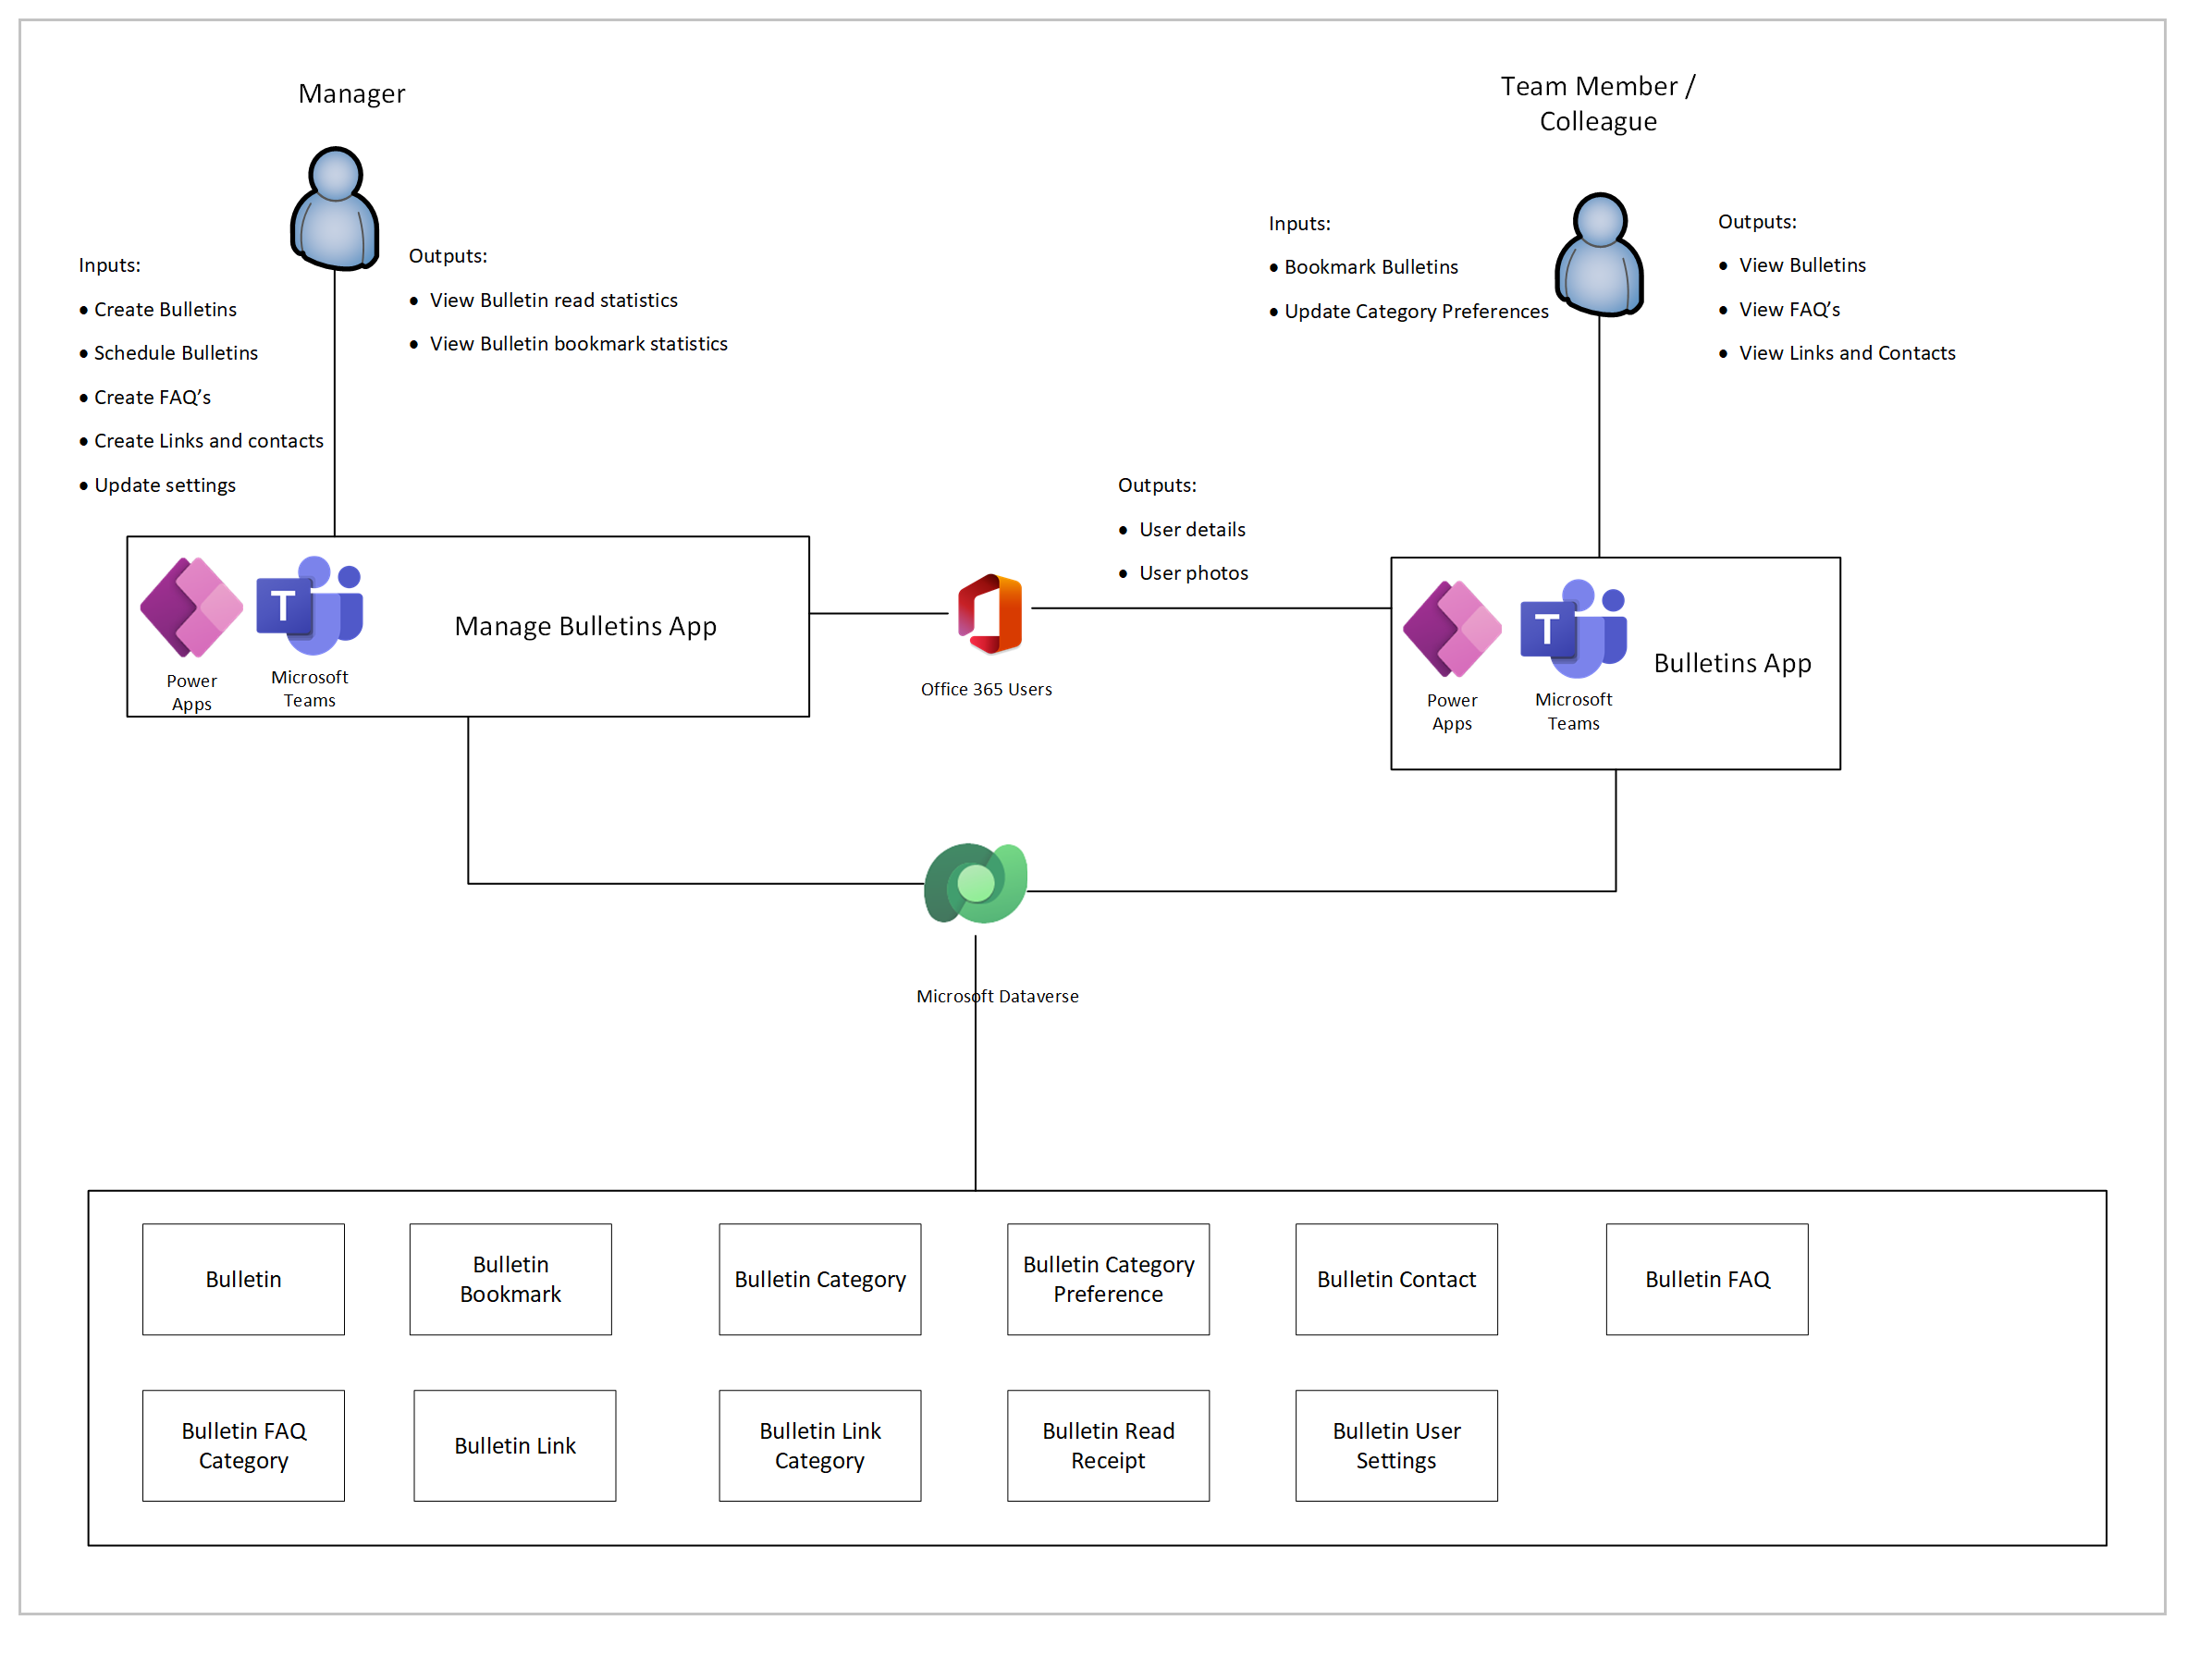 Manager
Team Member /
Colleague
Inputs:
● Create Bulletins
● Schedule Bulletins
● Create FAQ’s
● Create Links and contacts
● Update settings
Outputs:
● View Bulletin read statistics
● View Bulletin bookmark statistics
Inputs:
● Bookmark Bulletins
● Update Category Preferences
Outputs:
● View Bulletins
● View FAQ’s
● View Links and Contacts
Outputs:
● User details
● User photos
T
Power
Apps
Microsoft
Teams
Manage Bulletins App
Office 365 Users
T
Power
Apps
Microsoft
Teams
Bulletins App
Microsoft Dataverse
Bulletin
Bulletin
Bookmark
Bulletin Category
Bulletin Category
Preference
Bulletin Contact
Bulletin FAQ
Bulletin FAQ
Category
Bulletin Link
Bulletin Link
Category
Bulletin Read
Receipt
Bulletin User
Settings